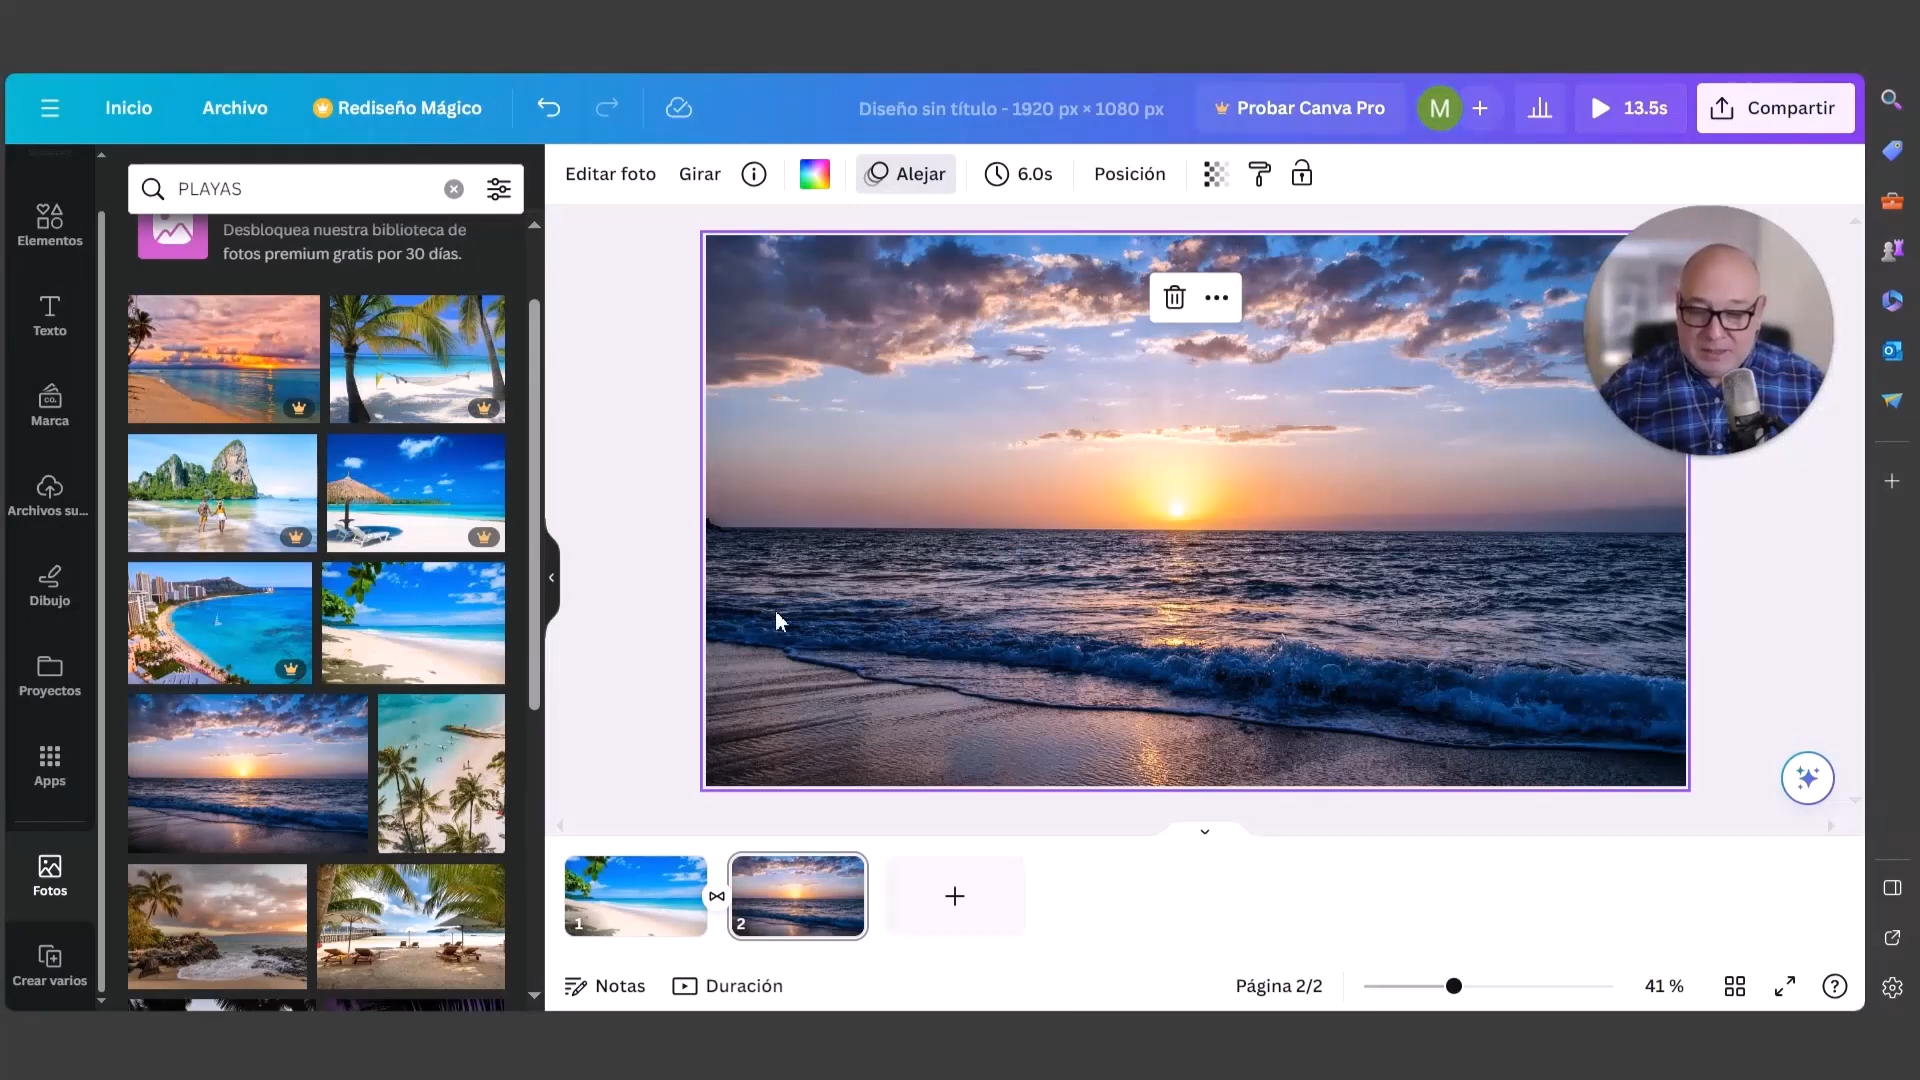 Inicio
Archivo
Rediseño Mágico
Diseño sin título - 1920 px × 1080 px
Probar Canva Pro
M
13.5s
Compartir
PLAYAS
Editar foto
Girar
Alejar
6.0s
Posición
Desbloquea nuestra biblioteca de
fotos premium gratis por 30 días.
Elementos
Texto
CO.
Marca
Archivos su...
Dibujo
Proyectos
Apps
Fotos
Crear varios
1
2
Notas
Duración
Página 2/2
41 %